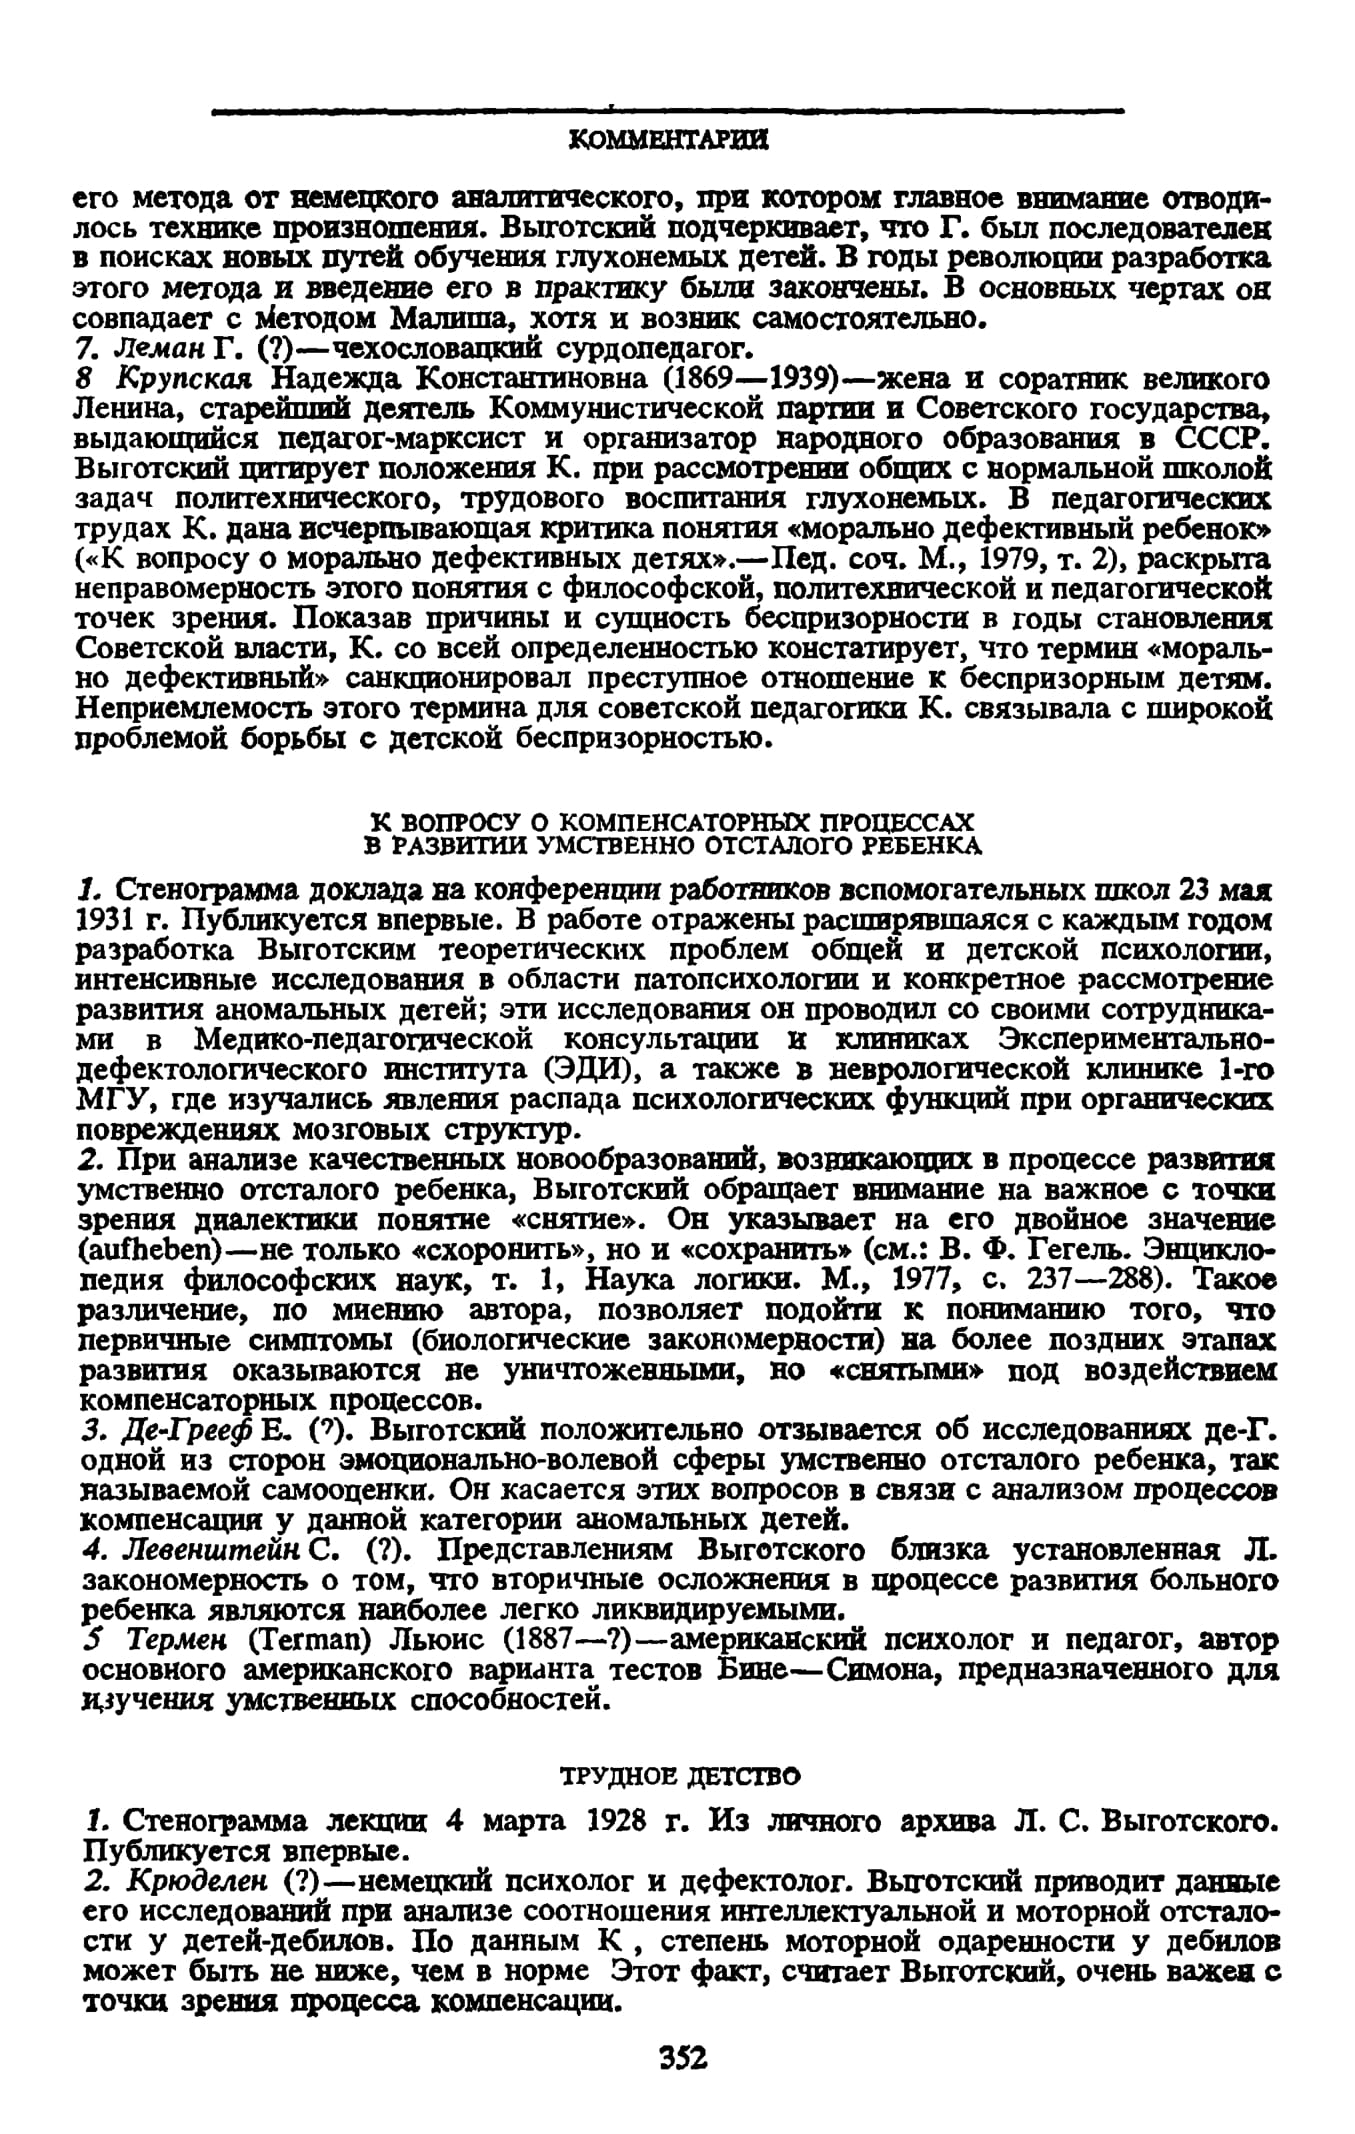 КОММЕНТАРИИ
его метода от немецкого аналитического, при котором главное внимание отводи-
лось технике произношения. Выготский подчеркивает, что Г. был последователен
в поисках новых путей обучения глухонемых детей. В годы революции разработка
этого метода и введение его в практику были закончены. В основных чертах он
совпадает с методом Малиша, хотя и возник самостоятельно.
7. Леман Г. (?)—чехословацкий сурдопедагог.
8 Крупская Надежда Константиновна (1869—1939)—жена и соратник великого
Ленина, старейший деятель Коммунистической партии и Советского государства,
выдающийся педагог-марксист и организатор народного образования в СССР.
Выготский цитирует положения К. при рассмотрении общих с нормальной школой
задач политехнического, трудового воспитания глухонемых. В педагогических
трудах К. дана исчерпывающая критика понятия «морально дефективный ребенок»
(«К вопросу о морально дефективных детях».—Пед. соч. М., 1979, т. 2), раскрыта
неправомерность этого понятия с философской, политехнической и педагогической
точек зрения. Показав причины и сущность беспризорности в годы становления
Советской власти, К. со всей определенностью констатирует, что термин «мораль-
но дефективный» санкционировал преступное отношение к беспризорным детям.
Неприемлемость этого термина для советской педагогики К. связывала с широкой
проблемой борьбы с детской беспризорностью.
К ВОПРОСУ О КОМПЕНСАТОРНЫХ ПРОЦЕССАХ
В РАЗВИТИИ УМСТВЕННО ОТСТАЛОГО РЕБЕНКА
1. Стенограмма доклада на конференции работников вспомогательных школ 23 мая
1931 г. Публикуется впервые. В работе отражены расширявшаяся с каждым годом
разработка Выготским теоретических проблем общей и детской психологии,
интенсивные исследования в области патопсихологии и конкретное рассмотрение
развития аномальных детей; эти исследования он проводил со своими сотрудника-
ми в Медико-педагогической консультации и клиниках Экспериментально-
дефектологического института (ЭДИ), а также в неврологической клинике 1-го
МГУ, где изучались явления распада психологических функций при органических
повреждениях мозговых структур.
2. При анализе качественных новообразований, возникающих в процессе развития
умственно отсталого ребенка, Выготский обращает внимание на важное с точки
зрения диалектики понятие «снятие». Он указывает на его двойное значение
(aufheben)—не только «схоронить», но и «сохранить» (см.: В. Ф. Гегель. Энцикло-
педия философских наук, т. 1, Наука логики. М., 1977, с. 237—288). Такое
различение, по мнению автора, позволяет подойти к пониманию того, что
первичные симптомы (биологические закономерности) на более поздних этапах
развития оказываются не уничтоженными, но «снятыми» под воздействием
компенсаторных процессов.
3. Де-Грееф Е. (?). Выготский положительно отзывается об исследованиях де-Г.
одной из сторон эмоционально-волевой сферы умственно отсталого ребенка, так
называемой самооценки. Он касается этих вопросов в связи с анализом процессов
компенсации у данной категории аномальных детей.
4. Левенштейн С. (?). Представлениям Выготского близка установленная Л.
закономерность о том, что вторичные осложнения в процессе развития больного
ребенка являются наиболее легко ликвидируемыми.
5 Термен (Terman) Льюис (1887—?)—американский психолог и педагог, автор
основного американского варианта тестов Бине—Симона, предназначенного для
изучения умственных способностей.
ТРУДНОЕ ДЕТСТВО
1. Стенограмма лекции 4 марта 1928 г. Из личного архива Л. С. Выготского.
Публикуется впервые.
2. Крюделен (?)—немецкий психолог и дефектолог. Выготский приводит данные
его исследований при анализе соотношения интеллектуальной и моторной отстало-
сти у детей-дебилов. По данным К , степень моторной одаренности у дебилов
может быть не ниже, чем в норме Этот факт, считает Выготский, очень важен с
точки зрения процесса компенсации.
352